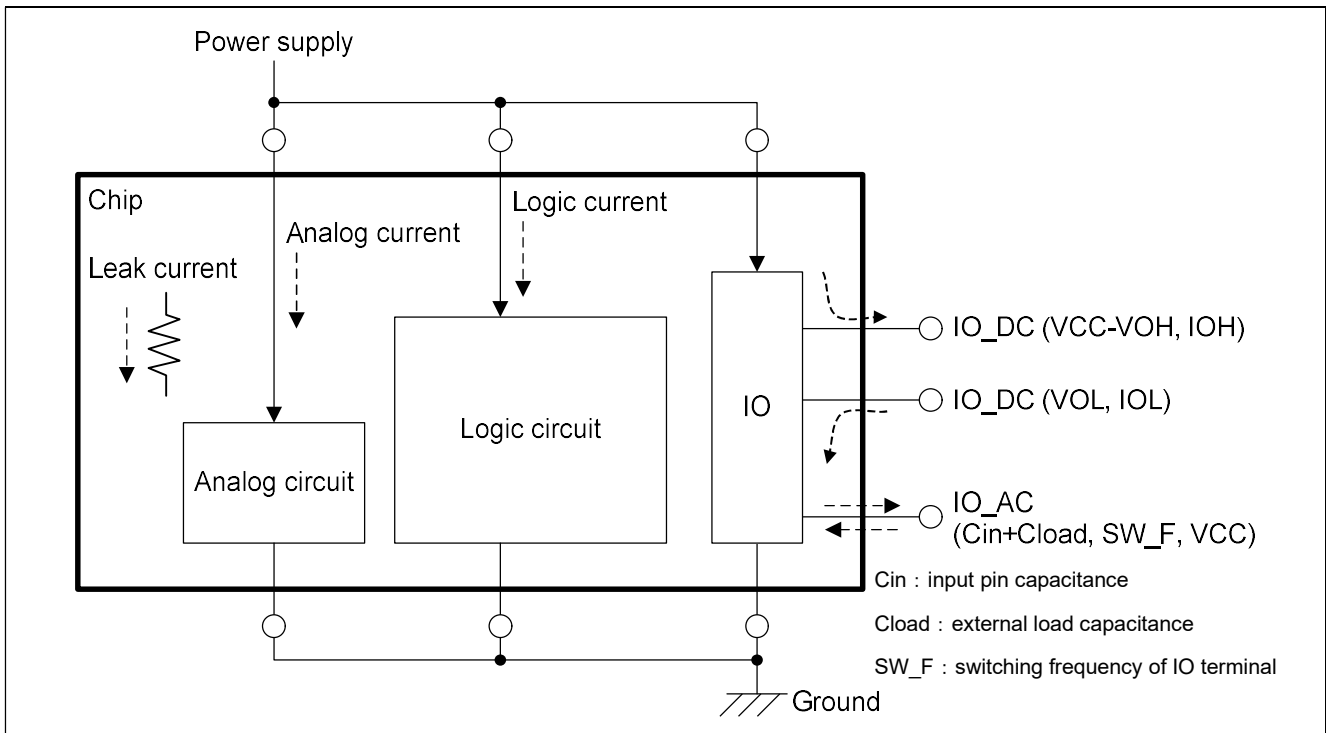 Power supply
Chip
Logic current
Analog current
Leak current
IO_DC (VCC-VOH, IOH)
IO_DC (VOL, IOL)
IO
Logic circuit
Analog circuit
IO_AC
(Cin+Cload, SW_F, VCC)
Cin : input pin capacitance
Cload : external load capacitance
SW_F : switching frequency of IO terminal
Ground